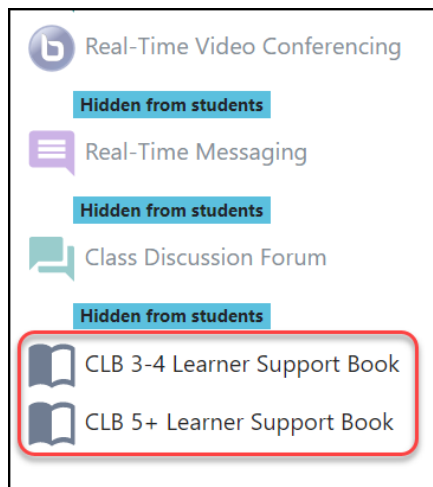 Real-Time Video Conferencing
Hidden from students
Real-Time Messaging
Hidden from students
Class Discussion Forum
Hidden from students
CLB 3-4 Learner Support Book
CLB 5+ Learner Support Book